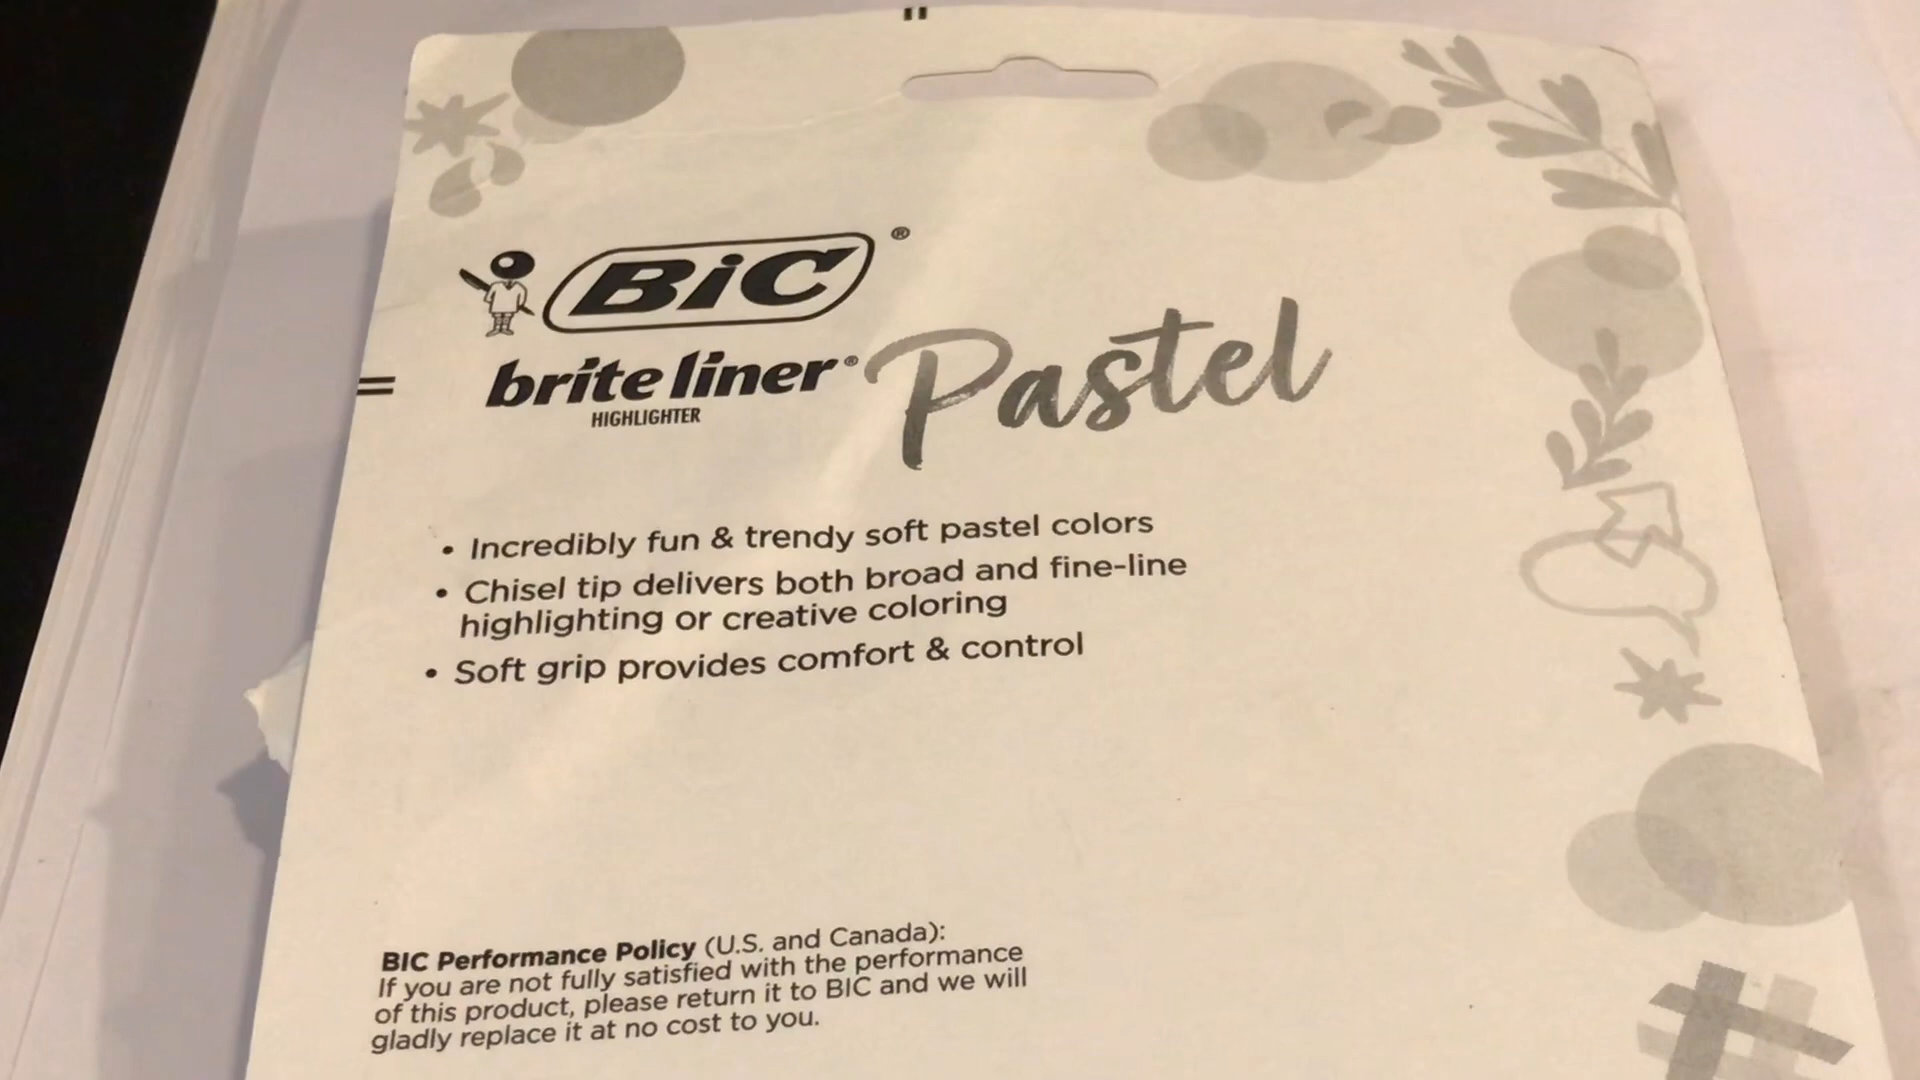 BiC®
brite liner® Pastel
HIGHLIGHTER
• Incredibly fun & trendy soft pastel colors
• Chisel tip delivers both broad and fine-line
highlighting or creative coloring
• Soft grip provides comfort & control
BIC Performance Policy (U.S. and Canada):
If you are not fully satisfied with the performance
of this product, please return it to BIC and we will
gladly replace it at no cost to you.